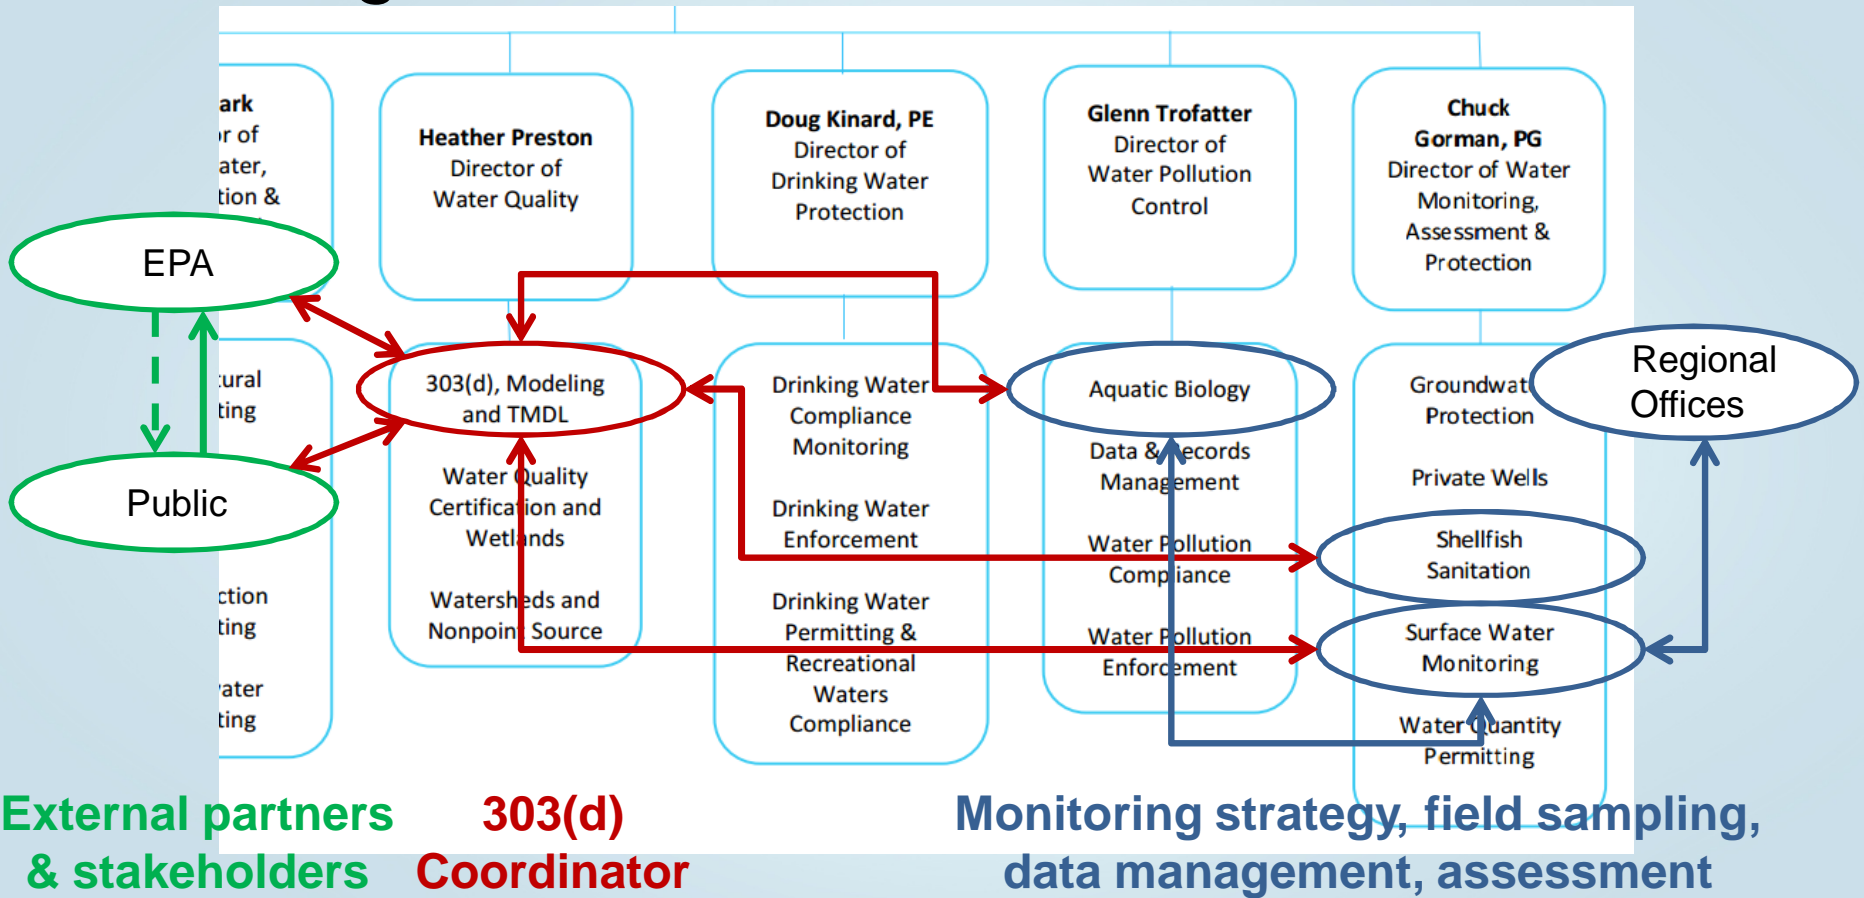 ark
or of
ater,
tion &
Heather Preston
Director of
Water Quality
Doug Kinard, PE
Director of
Drinking Water
Protection
Glenn Trofatter
Director of
Water Pollution
Control
Chuck
Gorman, PG
Director of Water
Monitoring,
Assessment &
Protection
EPA
Public
tural
ting
ction
ting
water
ting
303(d), Modeling
and TMDL
Water Quality
Certification and
Wetlands
Watersheds and
Nonpoint Source
Drinking Water
Compliance
Monitoring
Drinking Water
Enforcement
Drinking Water
Permitting &
Recreational
Waters
Compliance
Aquatic Biology
Data & Records
Management
Water Pollution
Compliance
Water Pollution
Enforcement
Groundwater
Protection
Private Wells
Shellfish
Sanitation
Surface Water
Monitoring
Water Quantity
Permitting
Regional
Offices
External partners
& stakeholders
303(d)
Coordinator
Monitoring strategy, field sampling,
data management, assessment